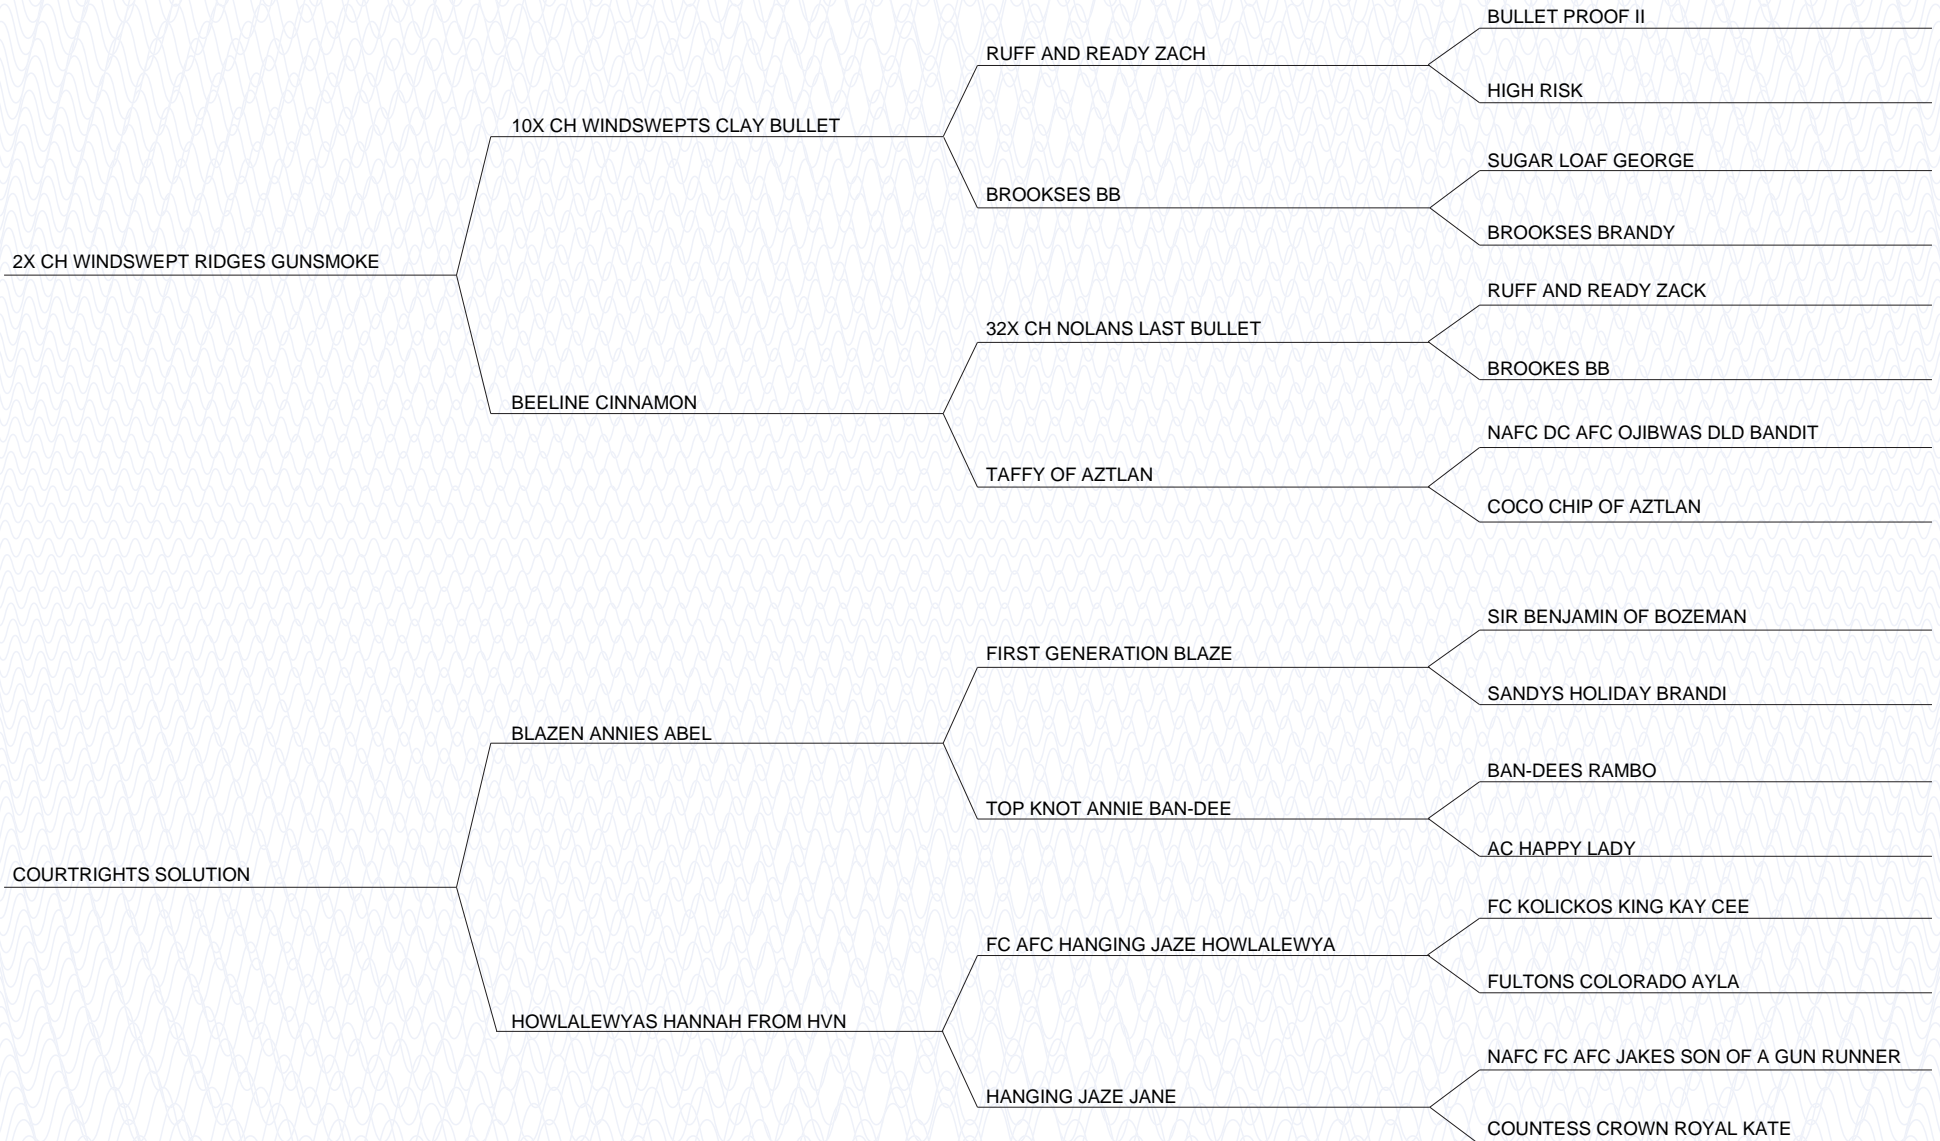 BULLET PROOF II
RUFF AND READY ZACH
HIGH RISK
10X CH WINDSWEPTS CLAY BULLET
SUGAR LOAF GEORGE
BROOKSES BB
BROOKSES BRANDY
2X CH WINDSWEPT RIDGES GUNSMOKE
RUFF AND READY ZACK
32X CH NOLANS LAST BULLET
BROOKES BB
BEELINE CINNAMON
NAFC DC AFC OJIBWAS DLD BANDIT
TAFFY OF AZTLAN
COCO CHIP OF AZTLAN
SIR BENJAMIN OF BOZEMAN
FIRST GENERATION BLAZE
SANDYS HOLIDAY BRANDI
BLAZEN ANNIES ABEL
BAN-DEES RAMBO
TOP KNOT ANNIE BAN-DEE
AC HAPPY LADY
COURTRIGHTS SOLUTION
FC KOLICKOS KING KAY CEE
FC AFC HANGING JAZE HOWLALEWYA
FULTONS COLORADO AYLA
HOWLALEWYAS HANNAH FROM HVN
NAFC FC AFC JAKES SON OF A GUN RUNNER
HANGING JAZE JANE
COUNTESS CROWN ROYAL KATE